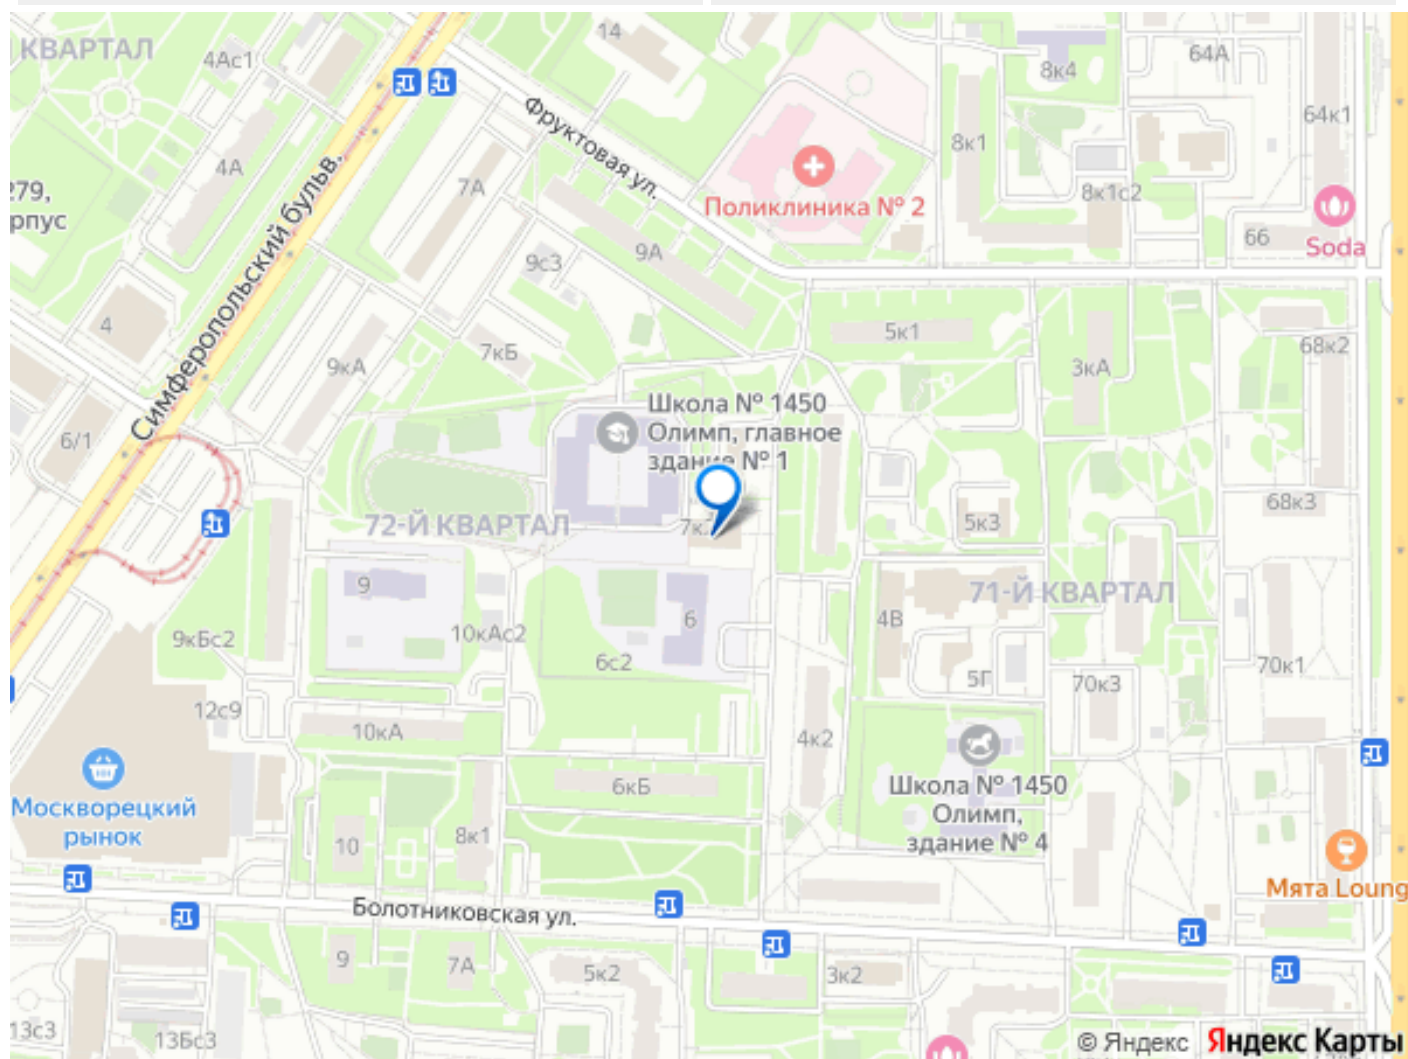 КВАРТАЛ
4Ас1
14
8к4
64А
64к1
Фруктовая ул.
8к1
4А
7А
Поликлиника № 2
8к1с2
279,
рпус
9А
66
Soda
9с3
Симферопольский бульв.
4
7кБ
5к1
68к2
9кА
3кА
Школа № 1450
Олимп, главное
здание № 1
6/1
68к3
72-Й КВАРТАЛ
5к3
9
71-Й КВАРТАЛ
10кАс2
6
4В
9кБс2
6с2
70к1
5Г
70к3
12с9
10кА
4к2
Школа № 1450
Олимп,
здание № 4
6кБ
Москворецкий
рынок
10
8к1
Мята Loung
Болотниковская ул.
9
7А
5к2
3к2
13с3
13Бс3
© Яндекс Яндекс Карты